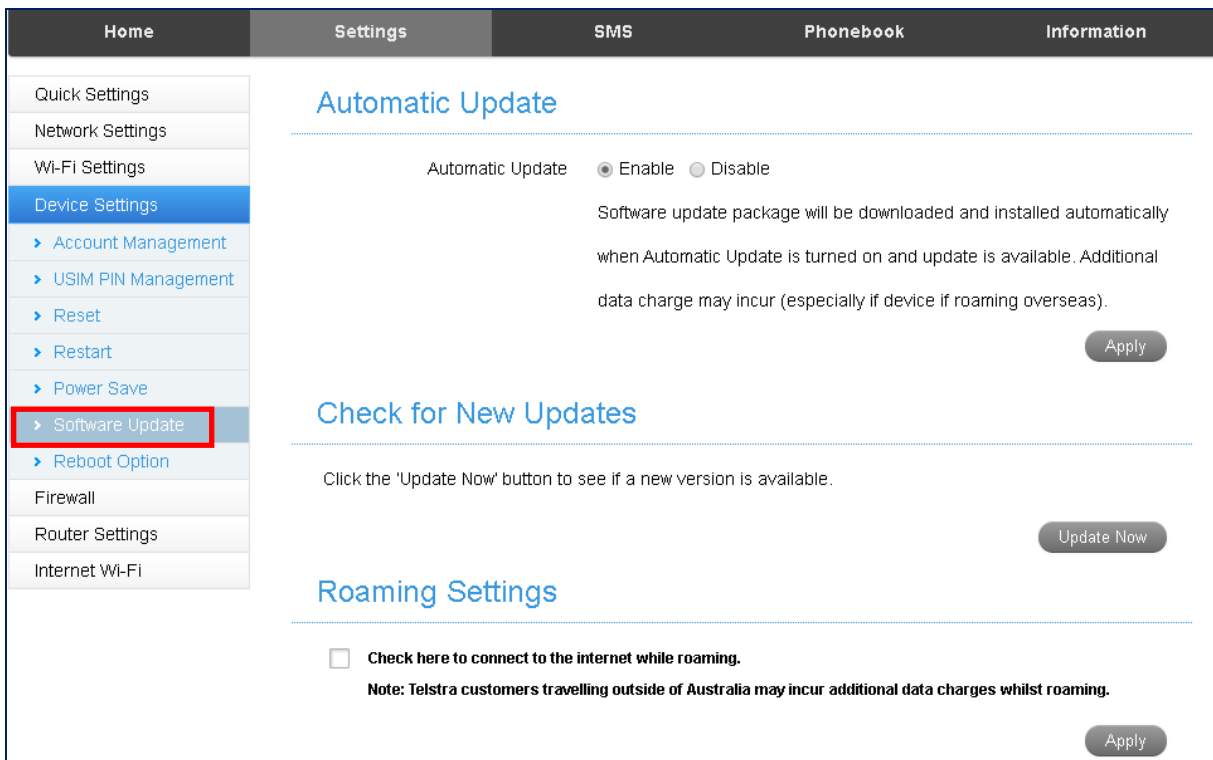 Home Settings SMS Phonebook Information
Quick Settings
Network Settings
Wi-Fi Settings
Device Settings
Account Management
USIM PIN Management
Reset
Restart
Power Save
Software Update
Reboot Option
Firewall
Router Settings
Internet Wi-Fi
Automatic Update
Automatic Update Enable Disable
Software update package will be downloaded and installed automatically
when Automatic Update is turned on and update is available. Additional
data charge may incur (especially if device if roaming overseas).
Apply
Check for New Updates
Click the 'Update Now' button to see if a new version is available.
Update Now
Roaming Settings
Check here to connect to the internet while roaming.
Note: Telstra customers travelling outside of Australia may incur additional data charges whilst roaming.
Apply